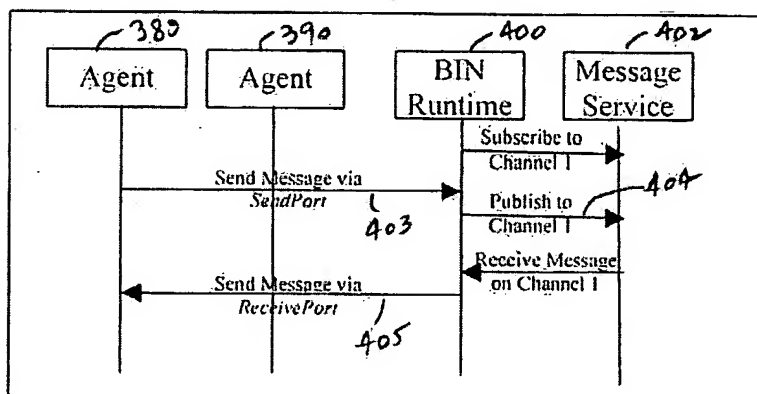 380
390
400
402
Agent
Agent
BIN
Runtime
Message
Service
Subscribe to
Channel 1
Send Message via
SendPort
403
Publish to
Channel 1
404
Receive Message
on Channel 1
Send Message via
ReceivePort
405